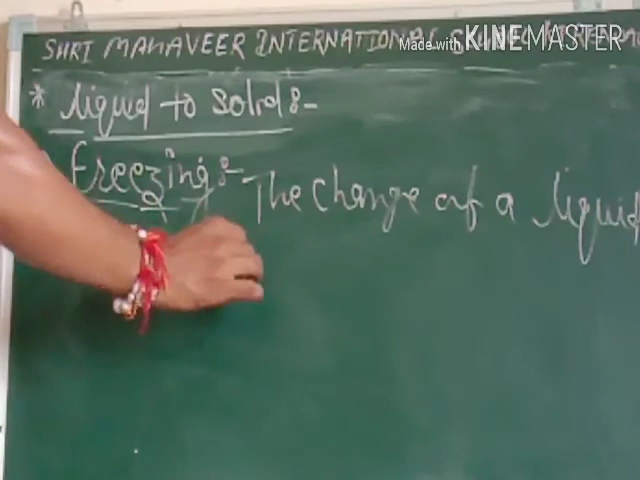 SHRI MAHAVEER INTERNATIONAL
Made with KINEMASTER
* liquid to solid :-
freezing :- The change of a liquid